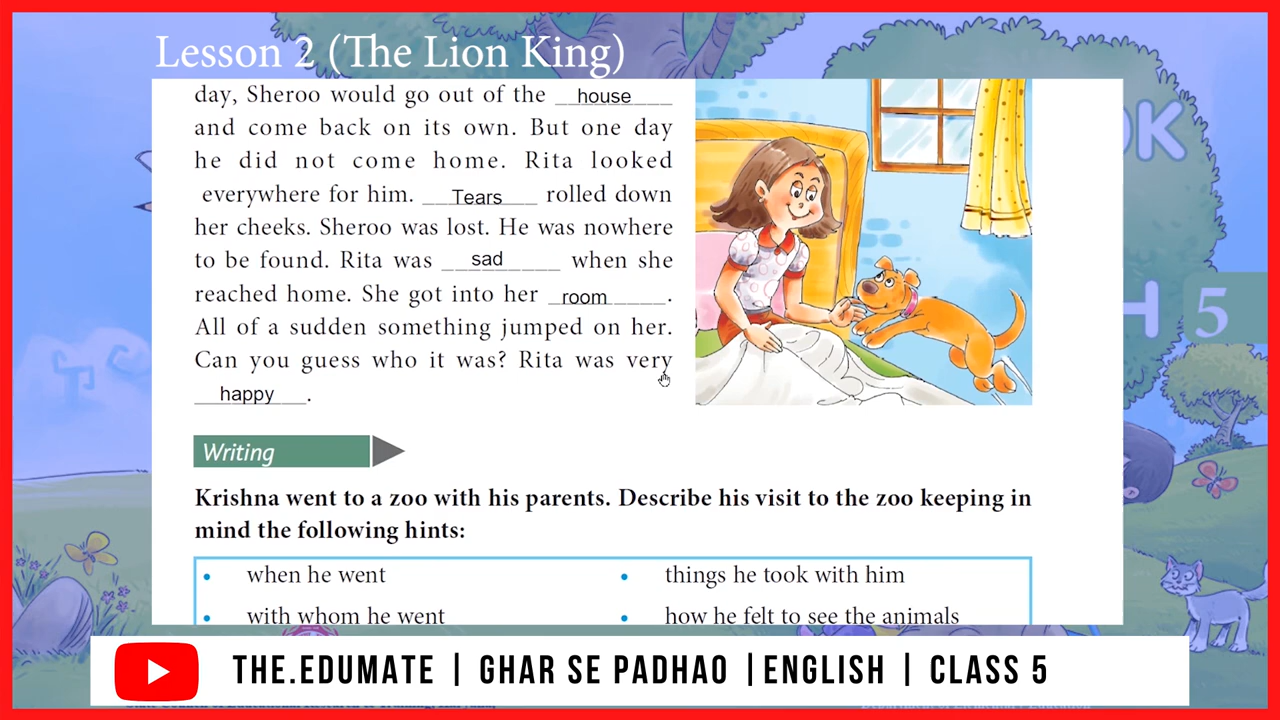 Lesson 2 (The Lion King)
day, Sheroo would go out of the house
and come back on its own. But one day
he did not come home. Rita looked
everywhere for him. Tears rolled down
her cheeks. Sheroo was lost. He was nowhere
to be found. Rita was sad when she
reached home. She got into her room.
All of a sudden something jumped on her.
Can you guess who it was? Rita was very
happy.
Writing
Krishna went to a zoo with his parents. Describe his visit to the zoo keeping in
mind the following hints:
• when he went
• things he took with him
• with whom he went
how he felt to see the animals
OK
H 5
THE.EDUMATE | GHAR SE PADHAO |ENGLISH | CLASS 5